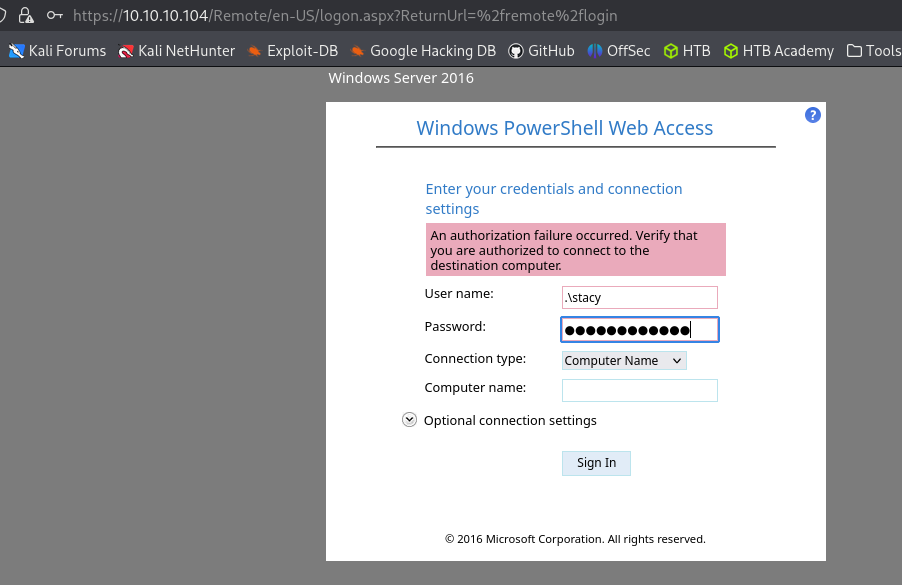 https://10.10.10.104/Remote/en-US/logon.aspx?ReturnUrl=%2fremote%2flogin
Kali Forums Kali NetHunter Exploit-DB Google Hacking DB GitHub OffSec HTB HTB Academy Tools
Windows Server 2016
?
Windows PowerShell Web Access
Enter your credentials and connection
settings
An authorization failure occurred. Verify that
you are authorized to connect to the
destination computer.
User name: .\stacy
Password: ●●●●●●●●●●●●
Connection type: Computer Name
Computer name:
Optional connection settings
Sign In
© 2016 Microsoft Corporation. All rights reserved.